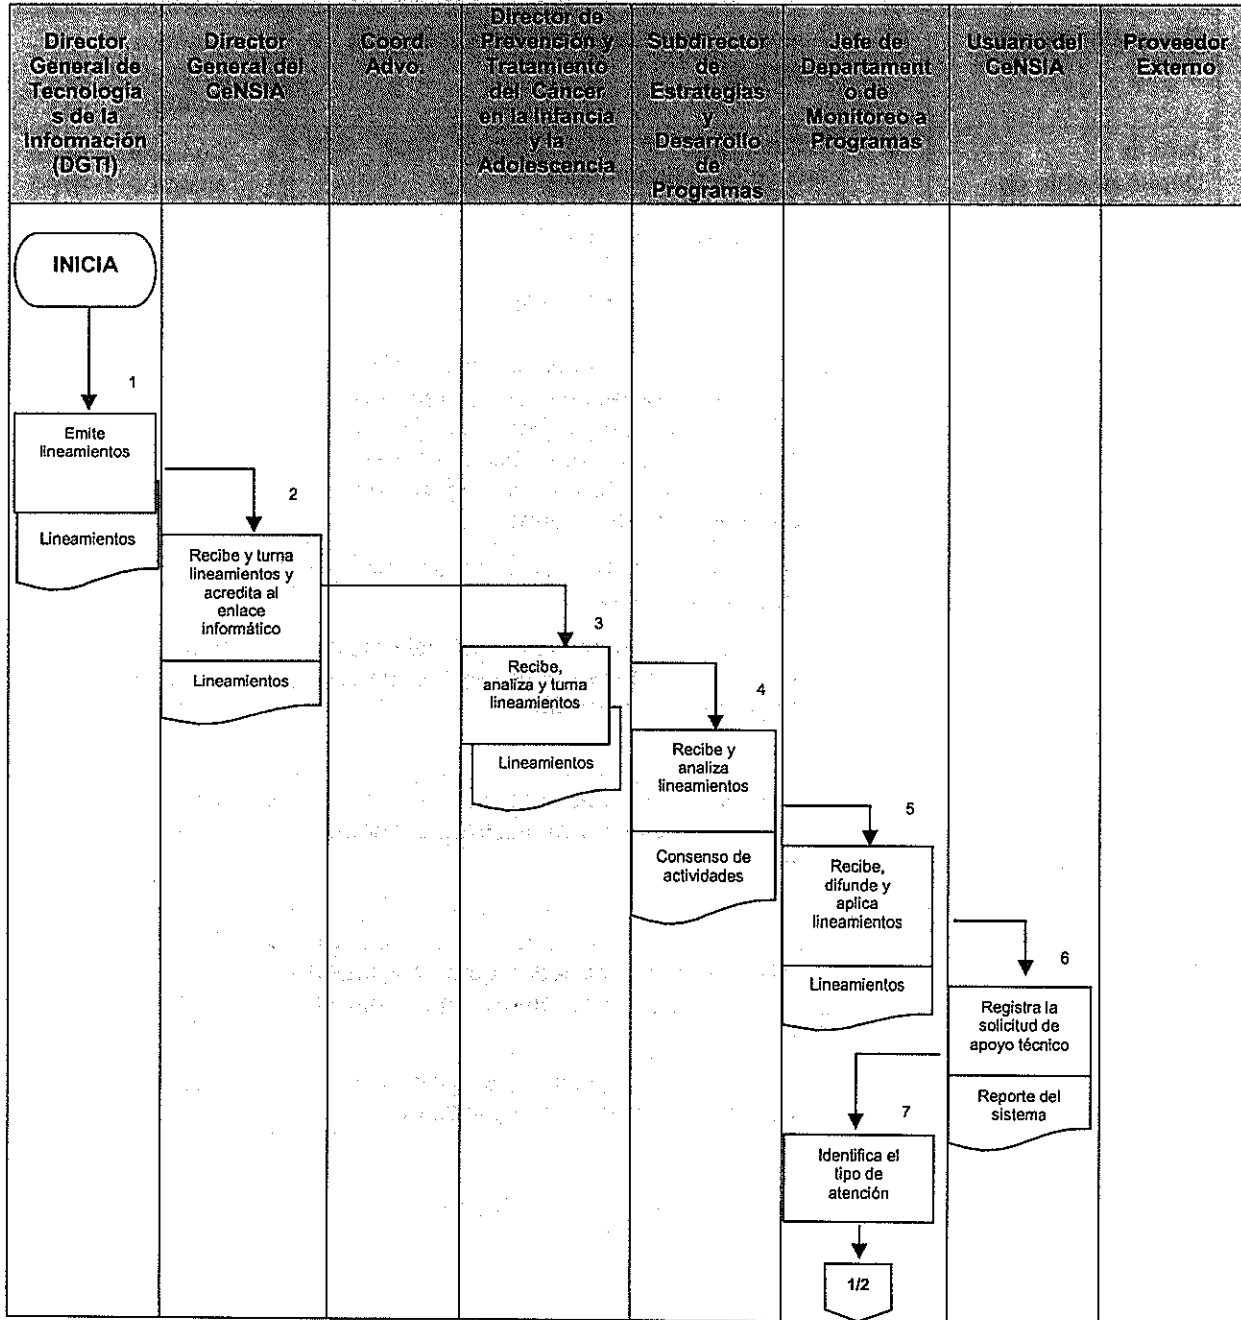 Director
General de
Tecnología
s de la
Información
(DGTI)
Director
General del
CeNSIA
Coord.
Advo.
Director de
Prevención y
Tratamiento
del Cáncer
en la Infancia
y la
Adolescencia
Subdirector
de
Estrategias
y
Desarrollo
de
Programas
Jefe de
Departament
o de
Monitoreo a
Programas
Usuario del
CeNSIA
Proveedor
Externo
INICIA
1
Emite
lineamientos
Lineamientos
2
Recibe y turna
lineamientos y
acredita al
enlace
informático
Lineamientos
3
Recibe,
analiza y turna
lineamientos
Lineamientos
4
Recibe y
analiza
lineamientos
Consenso de
actividades
5
Recibe,
difunde y
aplica
lineamientos
Lineamientos
6
Registra la
solicitud de
apoyo técnico
Reporte del
sistema
7
Identifica el
tipo de
atención
1/2